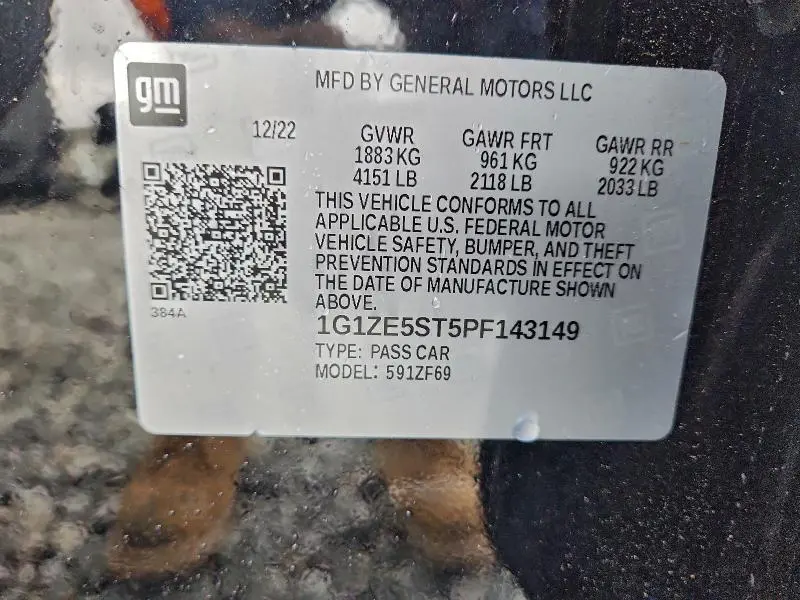 gm
MFD BY GENERAL MOTORS LLC
12/22
GVWR
1883 KG
4151 LB
GAWR FRT
961 KG
2118 LB
GAWR RR
922 KG
2033 LB
THIS VEHICLE CONFORMS TO ALL
APPLICABLE U.S. FEDERAL MOTOR
VEHICLE SAFETY, BUMPER, AND THEFT
PREVENTION STANDARDS IN EFFECT ON
THE DATE OF MANUFACTURE SHOWN
ABOVE.
384A
1G1ZE5ST5PF143149
TYPE: PASS CAR
MODEL: 591ZF69